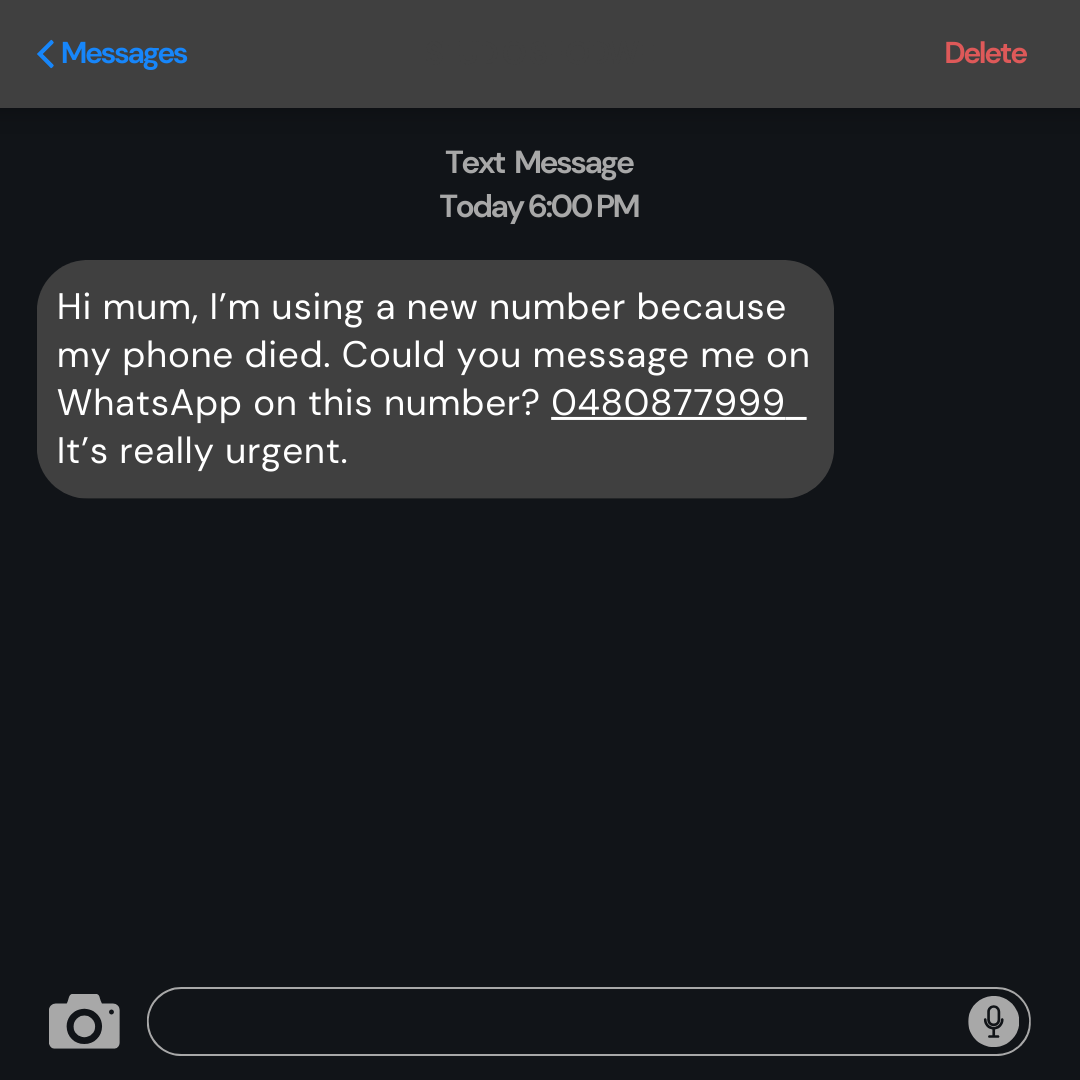 Messages
Delete
Text Message
Today 6:00 PM
Hi mum, I’m using a new number because
my phone died. Could you message me on
WhatsApp on this number? 0480877999_
It’s really urgent.